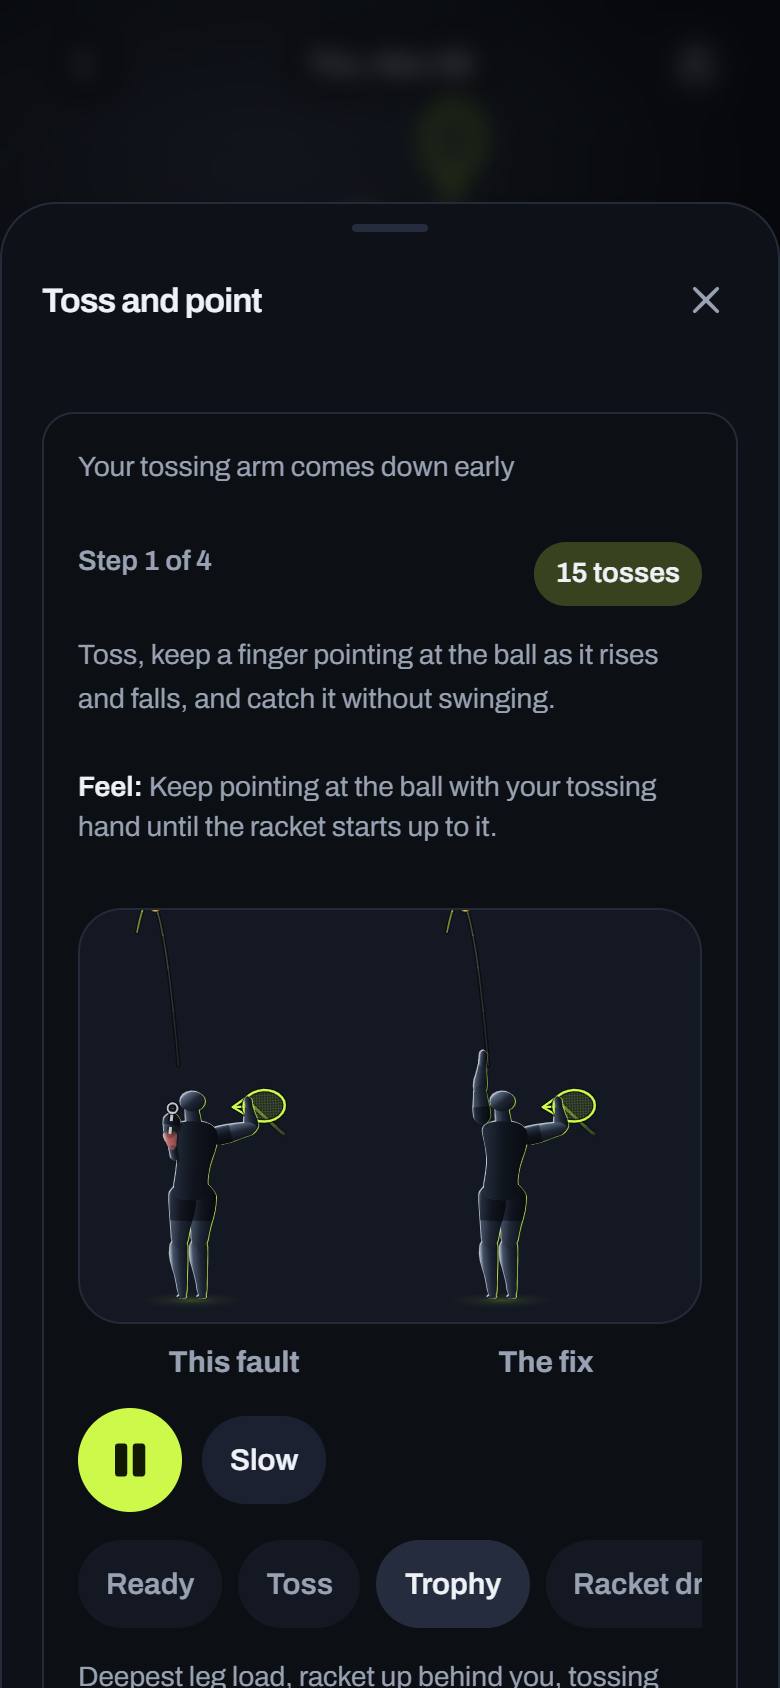 Toss and point
Your tossing arm comes down early
Step 1 of 4
15 tosses
Toss, keep a finger pointing at the ball as it rises
and falls, and catch it without swinging.
Feel: Keep pointing at the ball with your tossing
hand until the racket starts up to it.
This fault
The fix
Slow
Ready
Toss
Trophy
Racket dr
Deepest leg load, racket up behind you, tossing